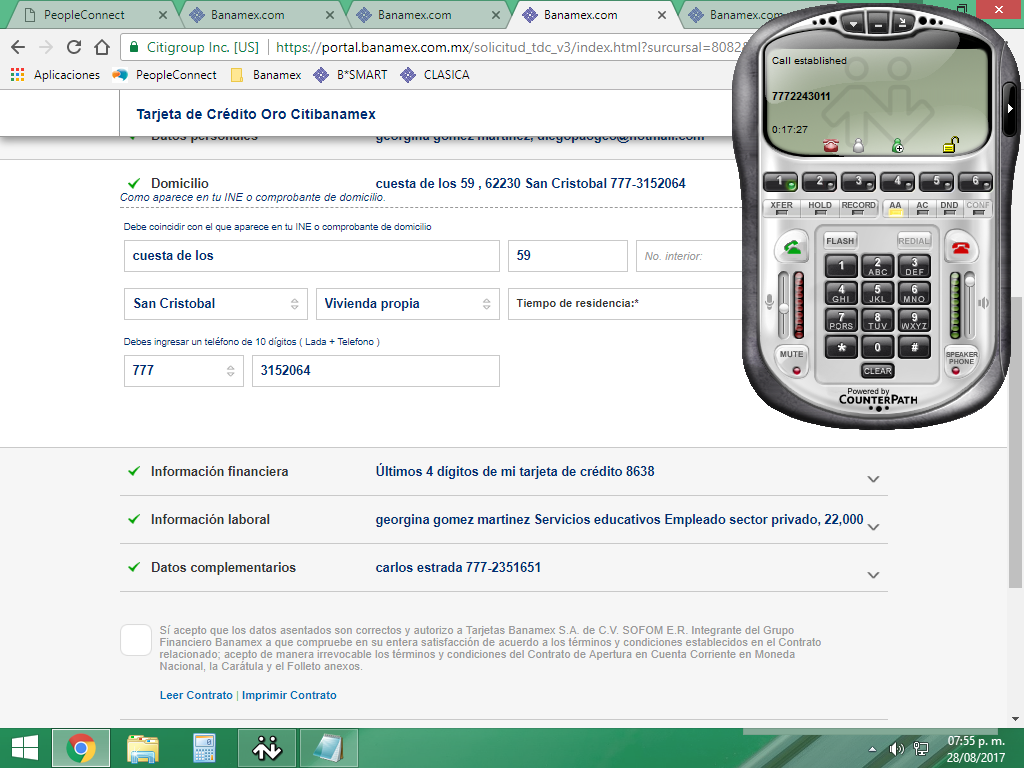 PeopleConnect
Banamex.com
Banamex.com
Banamex.com
Banamex.co
Citigroup Inc. [US]
https://portal.banamex.com.mx/solicitud_tdc_v3/index.html?sursursal=8082
Aplicaciones
PeopleConnect
Banamex
B*SMART
CLASICA
Tarjeta de Crédito Oro Citibanamex
Datos personales georgina gomez martinez, diegopdogeo@hotmail.com
Domicilio cuesta de los 59 , 62230 San Cristobal 777-3152064
Como aparece en tu INE o comprobante de domicilio.
Debe coincidir con el que aparece en tu INE o comprobante de domicilio
cuesta de los 59 No. interior:
San Cristobal Vivienda propia Tiempo de residencia:*
Debes ingresar un teléfono de 10 dígitos ( Lada + Telefono )
777 3152064
Información financiera Últimos 4 dígitos de mi tarjeta de crédito 8638
Información laboral georgina gomez martinez Servicios educativos Empleado sector privado, 22,000
Datos complementarios carlos estrada 777-2351651
Sí acepto que los datos asentados son correctos y autorizo a Tarjetas Banamex S.A. de C.V. SOFOM E.R. Integrante del Grupo
Financiero Banamex a que compruebe en su entera satisfacción de acuerdo a los términos y condiciones establecidos en el Contrato
relacionado; acepto de manera irrevocable los términos y condiciones del Contrato de Apertura en Cuenta Corriente en Moneda
Nacional, la Carátula y el Folleto anexos.
Leer Contrato | Imprimir Contrato
Call established
7772243011
0:17:27
1 2 3 4 5 6
XFER HOLD RECORD AA AC DND CONF
FLASH REDIAL
1 2 ABC 3 DEF
4 GHI 5 JKL 6 MNO
7 PQRS 8 TUV 9 WXYZ
* 0 #
MUTE
CLEAR
SPEAKER
PHONE
Powered by
COUNTERPATH
07:55 p. m.
28/08/2017